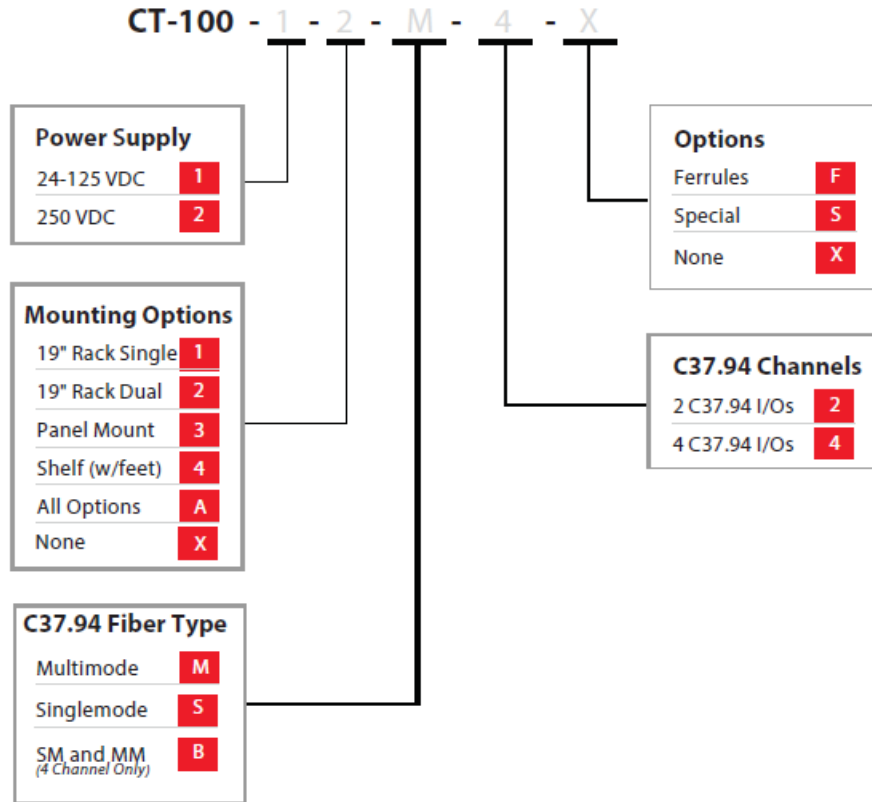 CT-100 - 1 - 2 - M - 4 - X
Power Supply
24-125 VDC 1
250 VDC 2
Mounting Options
19" Rack Single 1
19" Rack Dual 2
Panel Mount 3
Shelf (w/feet) 4
All Options A
None X
C37.94 Fiber Type
Multimode M
Singlemode S
SM and MM B
(4 Channel Only)
Options
Ferrules F
Special S
None X
C37.94 Channels
2 C37.94 I/Os 2
4 C37.94 I/Os 4